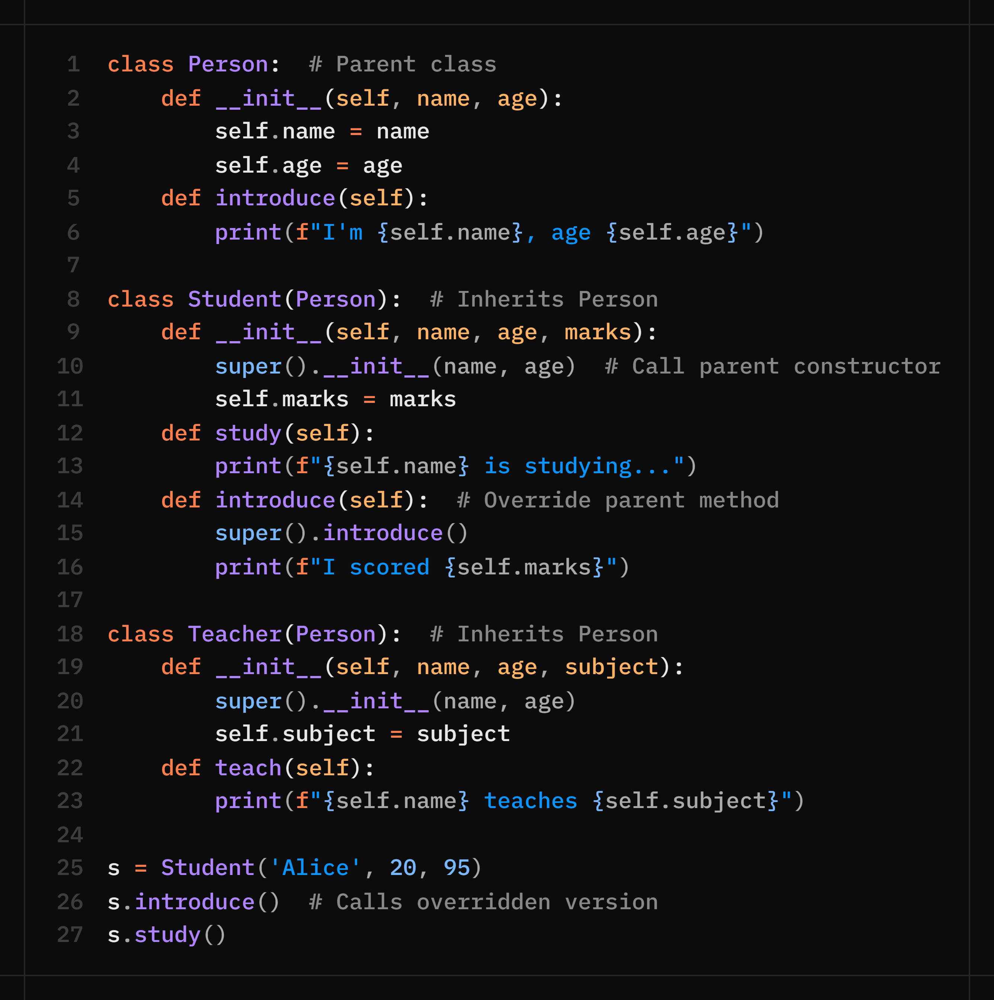 1 class Person:  # Parent class
2     def __init__(self, name, age):
3         self.name = name
4         self.age = age
5     def introduce(self):
6         print(f"I'm {self.name}, age {self.age}")
7
8 class Student(Person):  # Inherits Person
9     def __init__(self, name, age, marks):
10         super().__init__(name, age)  # Call parent constructor
11         self.marks = marks
12     def study(self):
13         print(f"{self.name} is studying...")
14     def introduce(self):  # Override parent method
15         super().introduce()
16         print(f"I scored {self.marks}")
17
18 class Teacher(Person):  # Inherits Person
19     def __init__(self, name, age, subject):
20         super().__init__(name, age)
21         self.subject = subject
22     def teach(self):
23         print(f"{self.name} teaches {self.subject}")
24
25 s = Student('Alice', 20, 95)
26 s.introduce()  # Calls overridden version
27 s.study()